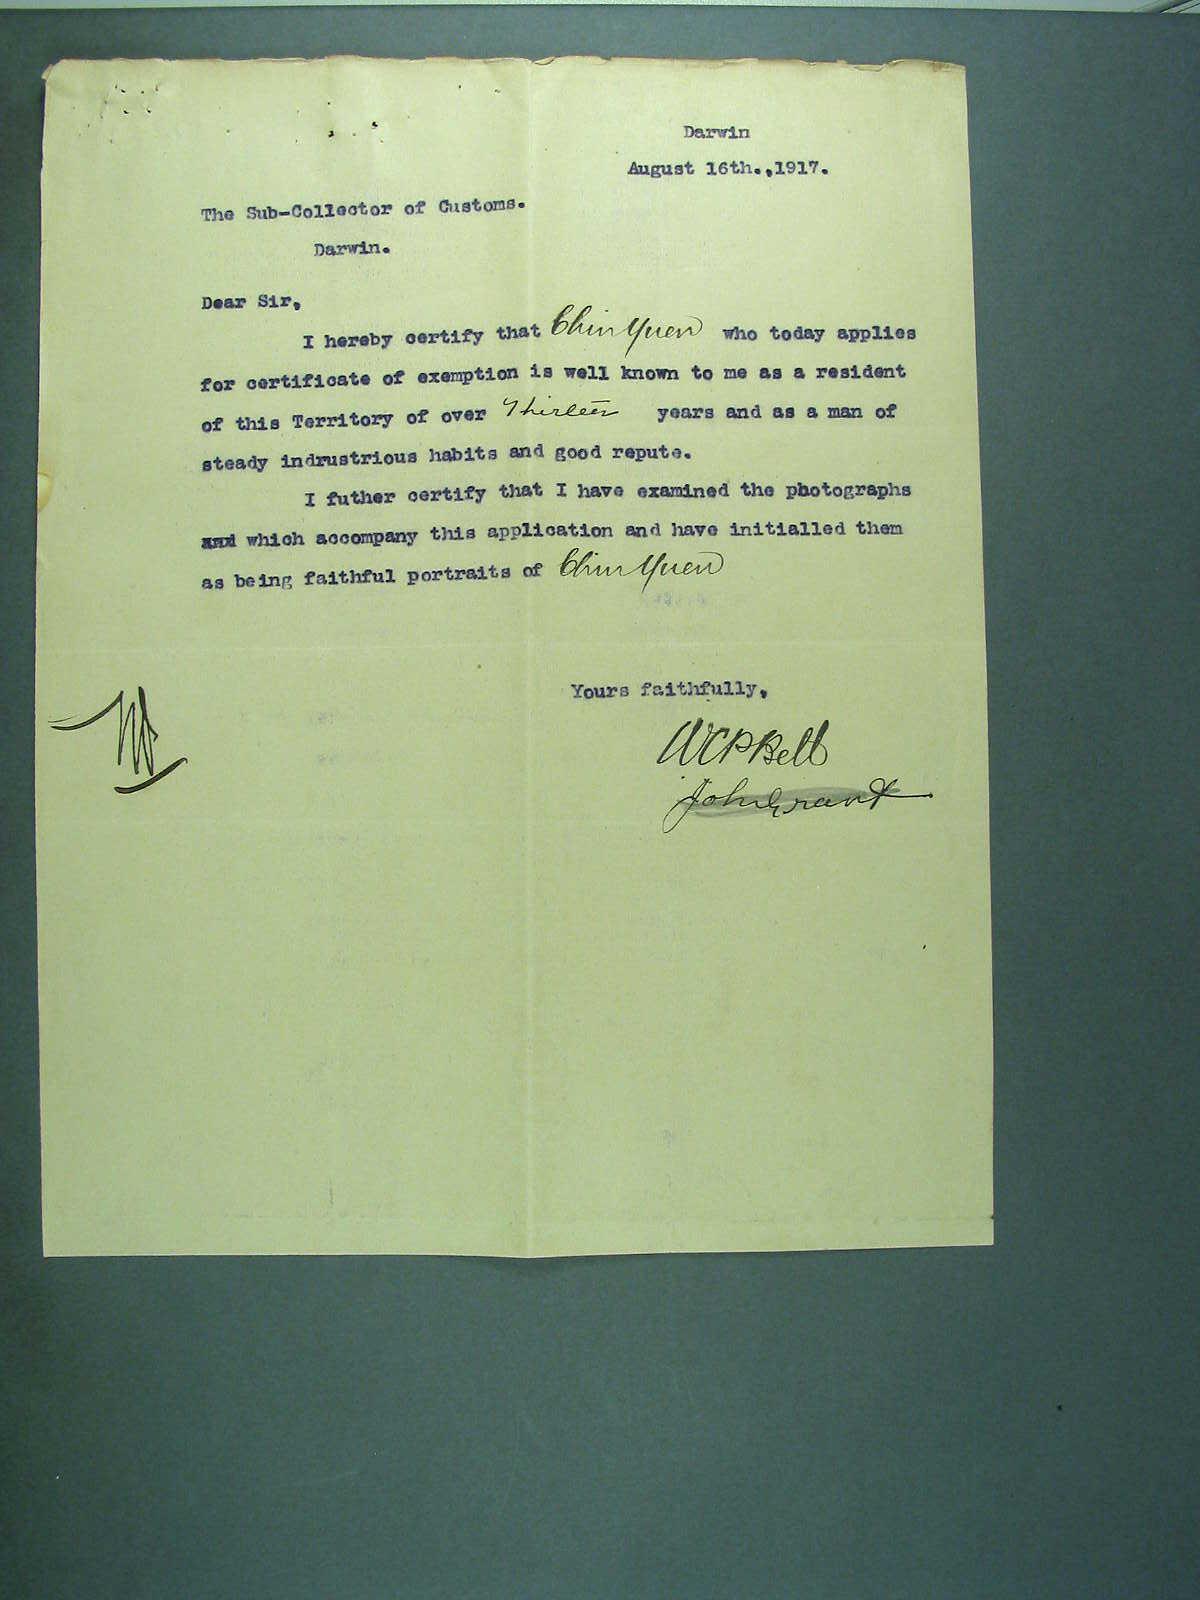 Darwin
August 16th.,1917.
The Sub-Collector of Customs.
Darwin.
Dear Sir,
I hereby certify that Chin Yuen who today applies
for certificate of exemption is well known to me as a resident
of this Territory of over Thirteen years and as a man of
steady indrustrious habits and good repute.
I futher certify that I have examined the photographs
and which accompany this application and have initialled them
as being faithful portraits of Chin Yuen
Yours faithfully,
WCPBell
John Grant